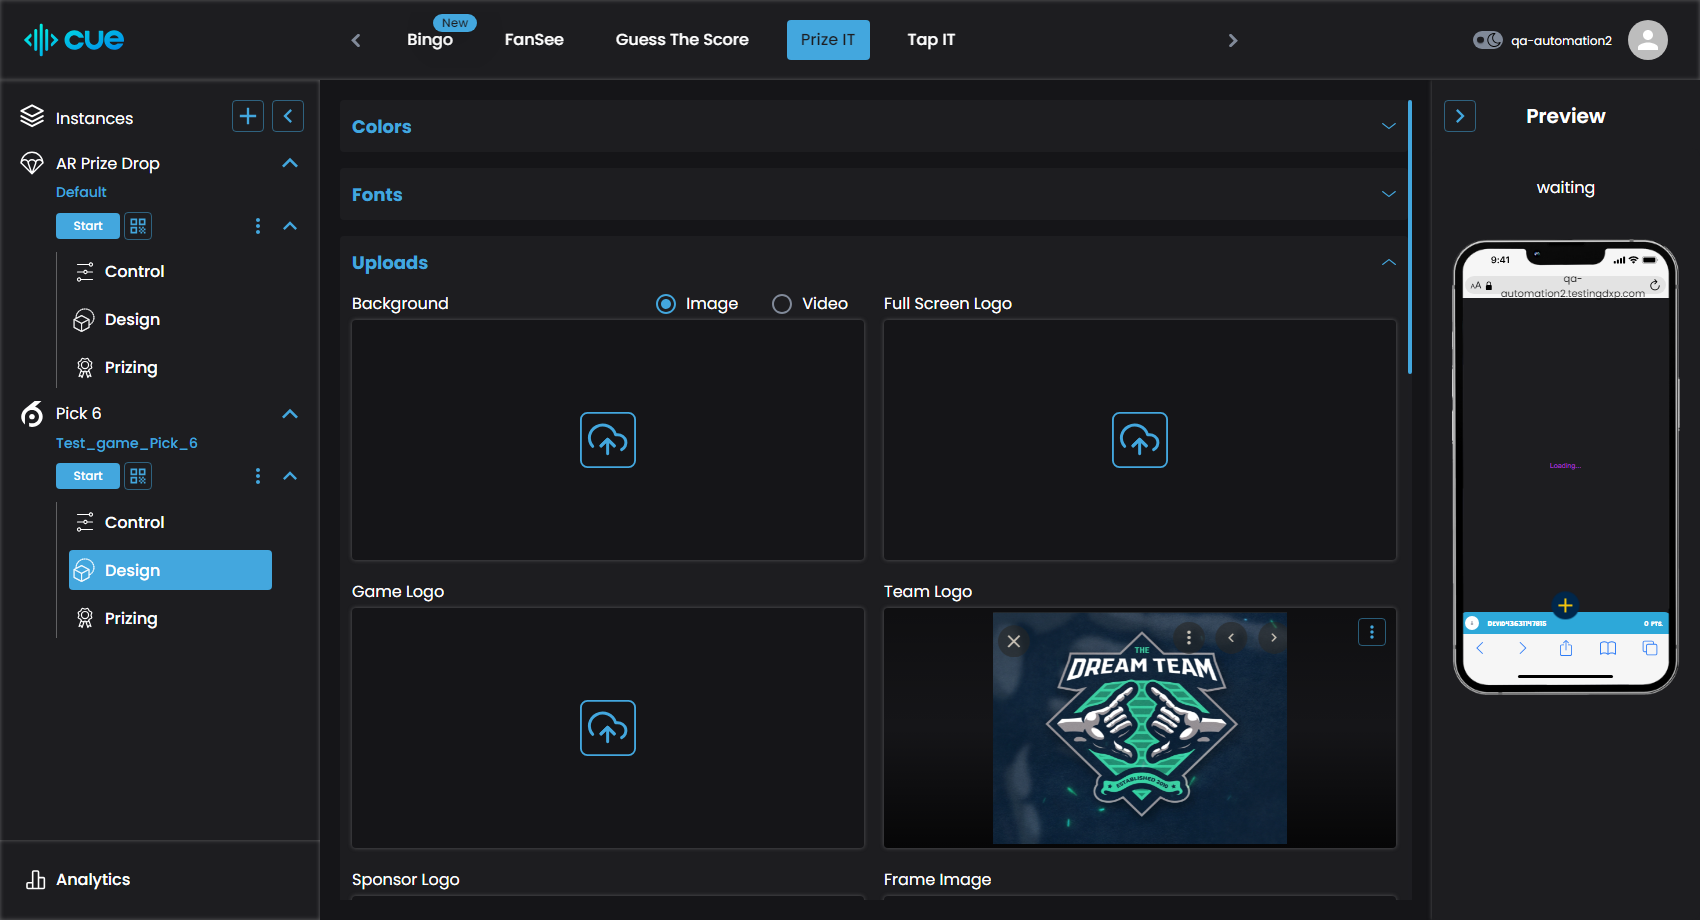 cue
New
Bingo
FanSee
Guess The Score
Prize IT
Tap IT
qa-automation2
Instances
AR Prize Drop
Default
Start
Control
Design
Prizing
Pick 6
Test_game_Pick_6
Start
Control
Design
Prizing
Analytics
Colors
Fonts
Uploads
Background
Image
Video
Full Screen Logo
Game Logo
Team Logo
THE
DREAM TEAM
Sponsor Logo
Frame Image
Preview
waiting
9:41
AA
qa-
automation2.testingdxp.com
Loading...
0 PTS.